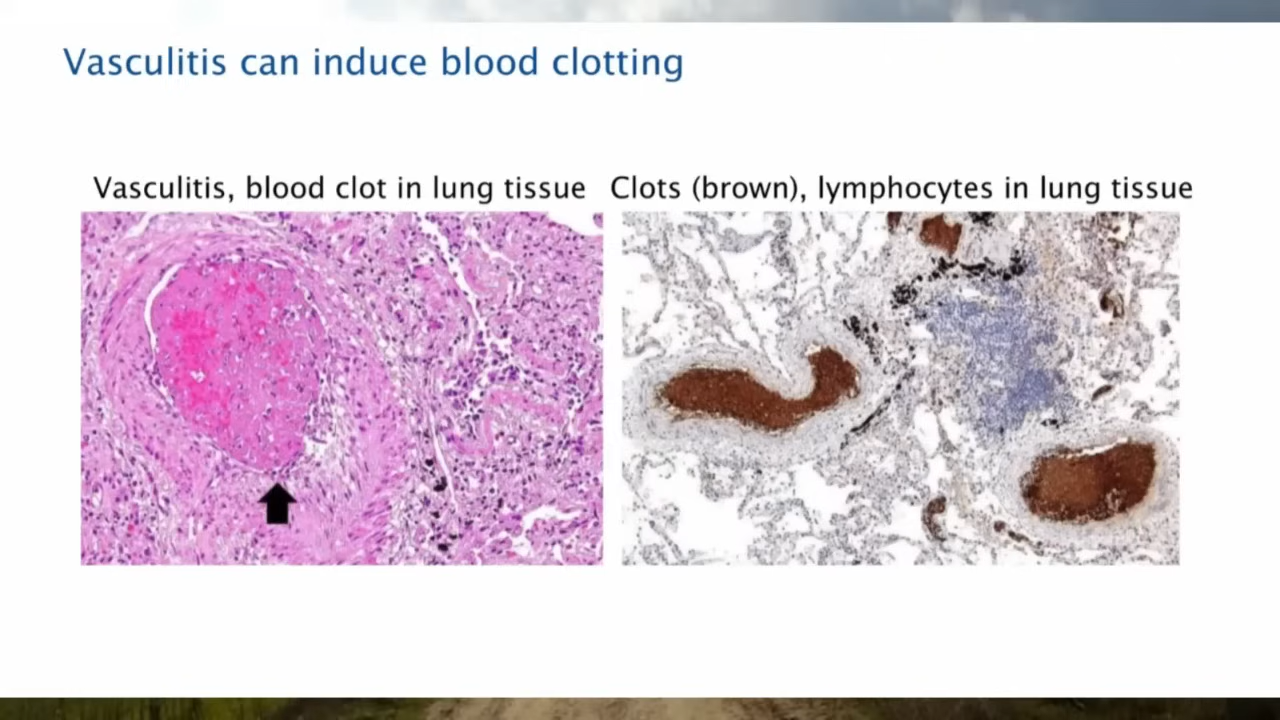 Vasculitis can induce blood clotting
Vasculitis, blood clot in lung tissue
Clots (brown), lymphocytes in lung tissue